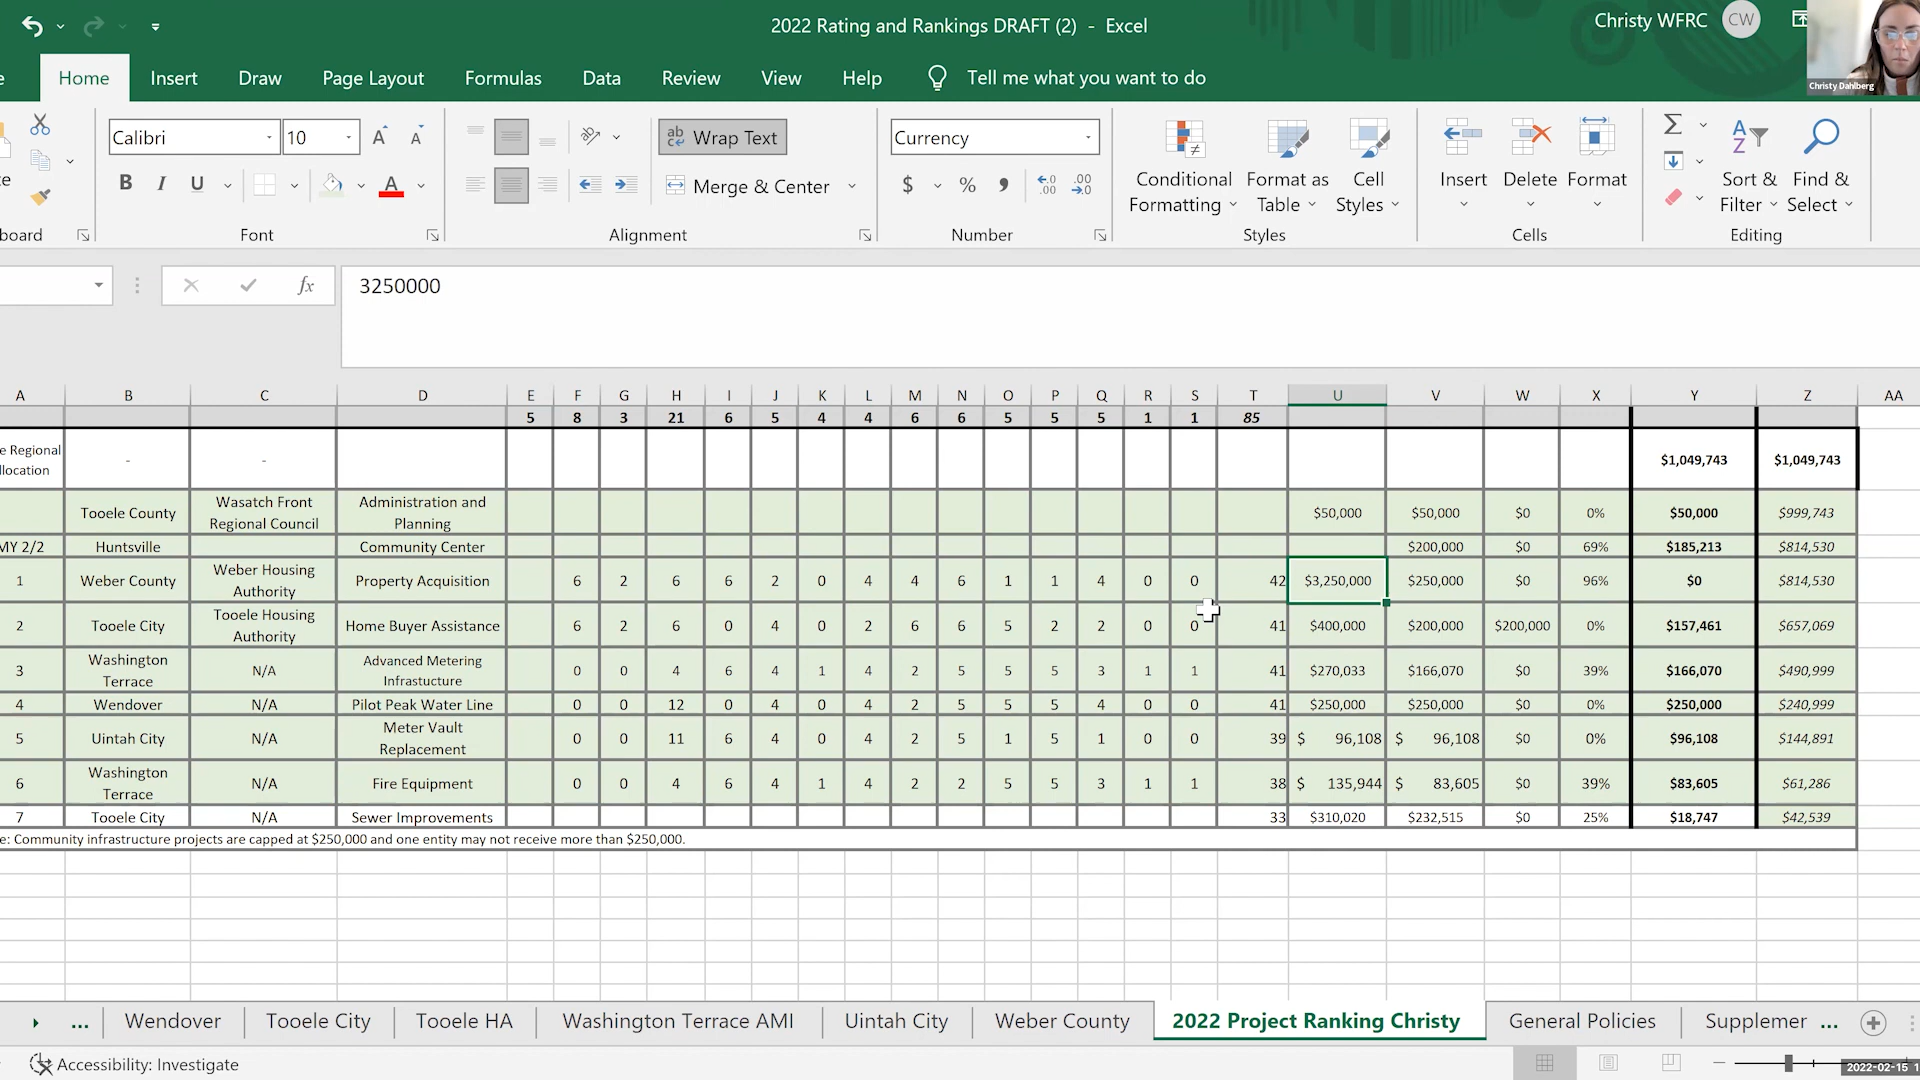 2022 Rating and Rankings DRAFT (2) - Excel
Christy WFRC CW
Christy Dahlberg
e Home Insert Draw Page Layout Formulas Data Review View Help Tell me what you want to do
Calibri 10 A A ab Wrap Text Currency
B I U A Merge & Center $ % , .00
Conditional Formatting Format as Table Cell Styles Insert Delete Format Sort & Filter Find & Select
board Font Alignment Number Styles Cells Editing
fx 3250000
A B C D E F G H I J K L M N O P Q R S T U V W X Y Z AA
5 8 3 21 6 5 4 4 6 6 5 5 5 1 1 85
e Regional llocation - - $1,049,743 $1,049,743
Tooele County Wasatch Front Regional Council Administration and Planning $50,000 $50,000 $0 0% $50,000 $999,743
MY 2/2 Huntsville Community Center $200,000 $0 69% $185,213 $814,530
1 Weber County Weber Housing Authority Property Acquisition 6 2 6 6 2 0 4 4 6 1 1 4 0 0 42 $3,250,000 $250,000 $0 96% $0 $814,530
2 Tooele City Tooele Housing Authority Home Buyer Assistance 6 2 6 0 4 0 2 6 6 5 2 2 0 0 41 $400,000 $200,000 $200,000 0% $157,461 $657,069
3 Washington Terrace N/A Advanced Metering Infrastucture 0 0 4 6 4 1 4 2 5 5 5 3 1 1 41 $270,033 $166,070 $0 39% $166,070 $490,999
4 Wendover N/A Pilot Peak Water Line 0 0 12 0 4 0 4 2 5 5 5 4 0 0 41 $250,000 $250,000 $0 0% $250,000 $240,999
5 Uintah City N/A Meter Vault Replacement 0 0 11 6 4 0 4 2 5 1 5 1 0 0 39 $ 96,108 $ 96,108 $0 0% $96,108 $144,891
6 Washington Terrace N/A Fire Equipment 0 0 4 6 4 1 4 2 2 5 5 3 1 1 38 $ 135,944 $ 83,605 $0 39% $83,605 $61,286
7 Tooele City N/A Sewer Improvements 33 $310,020 $232,515 $0 25% $18,747 $42,539
e: Community infrastructure projects are capped at $250,000 and one entity may not receive more than $250,000.
... Wendover Tooele City Tooele HA Washington Terrace AMI Uintah City Weber County 2022 Project Ranking Christy General Policies Supplemer ...
Accessibility: Investigate
2022-02-15 1